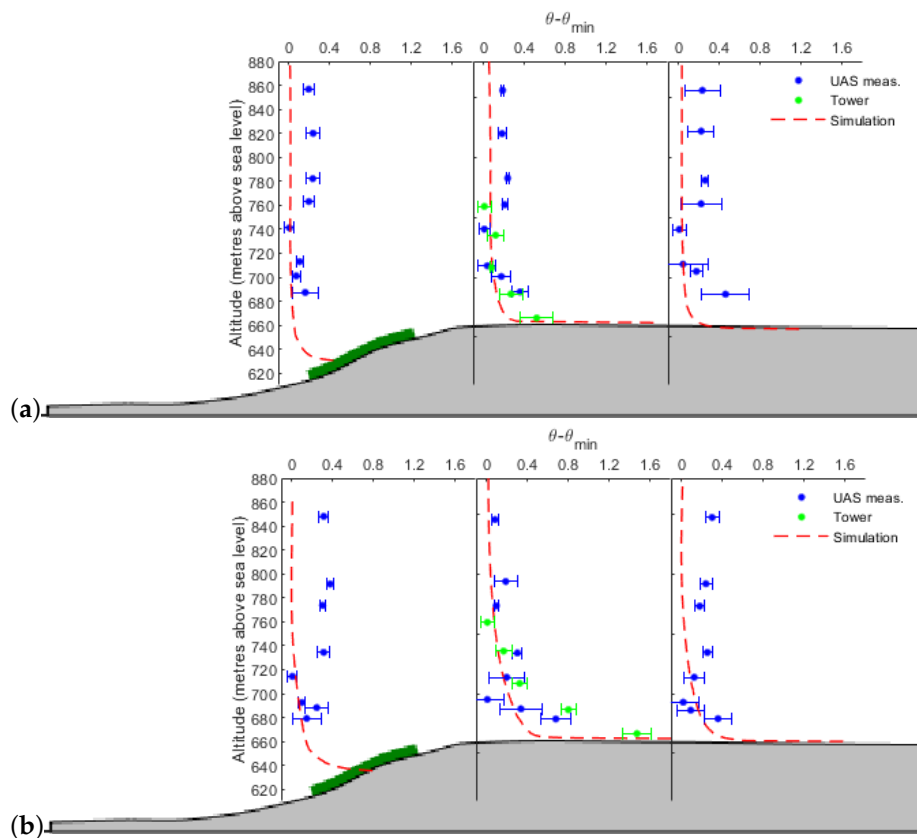 θ-θmin
0 0.4 0.8 1.2 1.6 0 0.4 0.8 1.2 1.6 0 0.4 0.8 1.2 1.6
880
860
840
820
800
780
760
740
720
700
680
660
640
620
Altitude (metres above sea level)
UAS meas.
Tower
Simulation
(a)
θ-θmin
0 0.4 0.8 1.2 1.6 0 0.4 0.8 1.2 1.6 0 0.4 0.8 1.2 1.6
880
860
840
820
800
780
760
740
720
700
680
660
640
620
Altitude (metres above sea level)
UAS meas.
Tower
Simulation
(b)